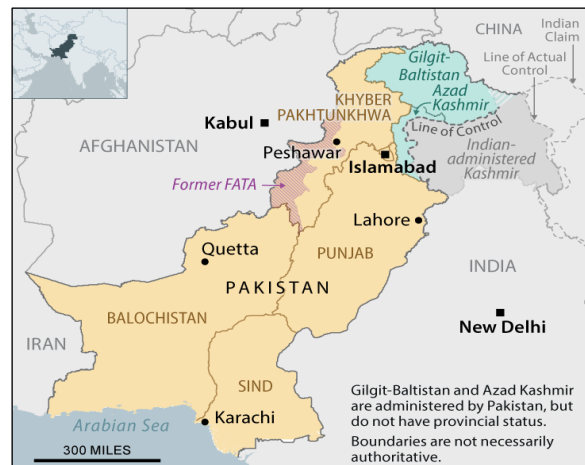 CHINA
Indian
Claim
Line of Actual
Control
Gilgit-
Baltistan
Azad
Kashmir
KHYBER
PAKHTUNKHWA
Kabul
Line of Control
AFGHANISTAN
Peshawar
Islamabad
Indian-
administered
Kashmir
Former FATA
Lahore
Quetta
PUNJAB
INDIA
PAKISTAN
BALOCHISTAN
New Delhi
IRAN
SIND
Karachi
Arabian Sea
300 MILES
Gilgit-Baltistan and Azad Kashmir
are administered by Pakistan, but
do not have provincial status.
Boundaries are not necessarily
authoritative.